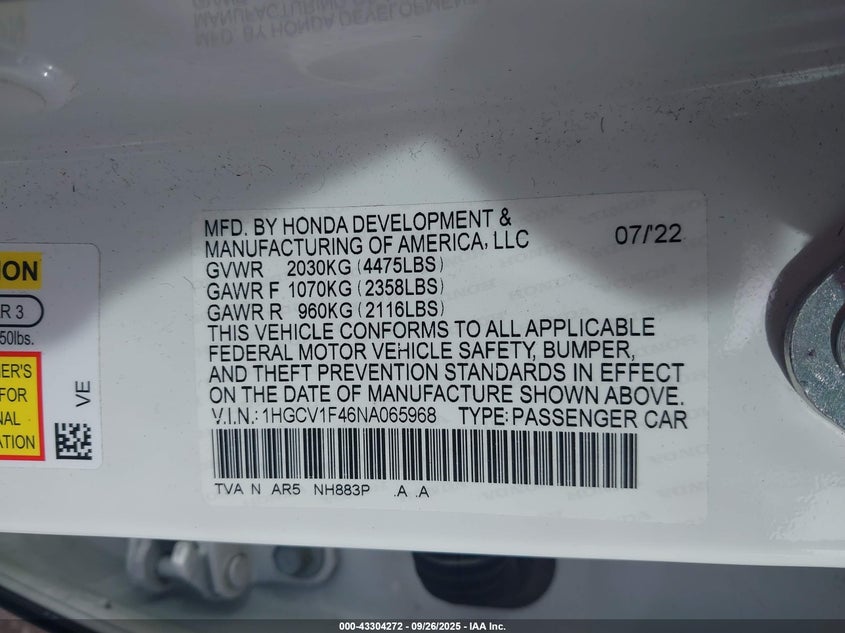 MFD. BY HONDA DEVELOPMENT &
MANUFACTURING OF AMERICA, LLC
07/'22
GVWR 2030KG (4475LBS)
GAWR F 1070KG (2358LBS)
GAWR R 960KG (2116LBS)
THIS VEHICLE CONFORMS TO ALL APPLICABLE
FEDERAL MOTOR VEHICLE SAFETY, BUMPER,
AND THEFT PREVENTION STANDARDS IN EFFECT
ON THE DATE OF MANUFACTURE SHOWN ABOVE.
V.I.N.: 1HGCV1F46NA065968 TYPE: PASSENGER CAR
TVA N AR5 NH883P .A .A
ION
R 3
50lbs.
ER'S
FOR
NAL
ATION
VE
000-43304272 - 09/26/2025 - IAA Inc.